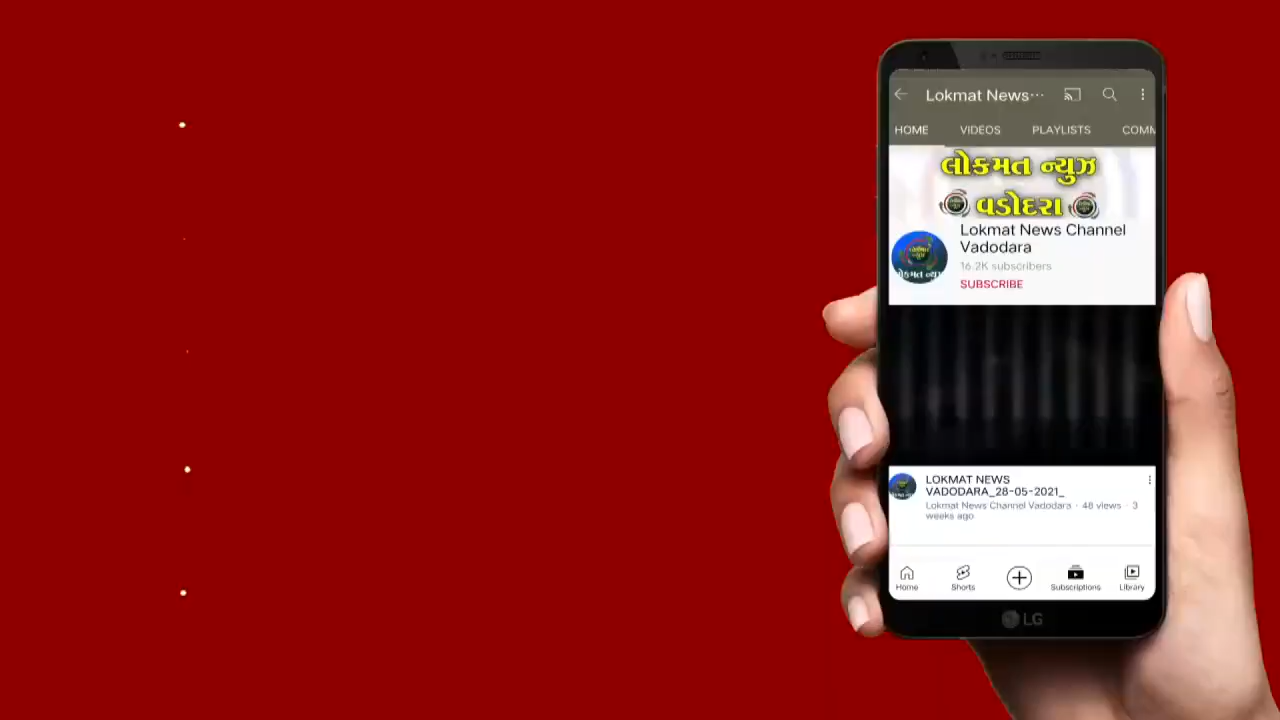 Lokmat News...
HOME VIDEOS PLAYLISTS COMM
લોકમત ન્યુઝ
વડોદરા
Lokmat News Channel
Vadodara
16.2K subscribers
SUBSCRIBE
LOKMAT NEWS
VADODARA_28-05-2021_
Lokmat News Channel Vadodara · 48 views · 3
weeks ago
Home Shorts Subscriptions Library
LG